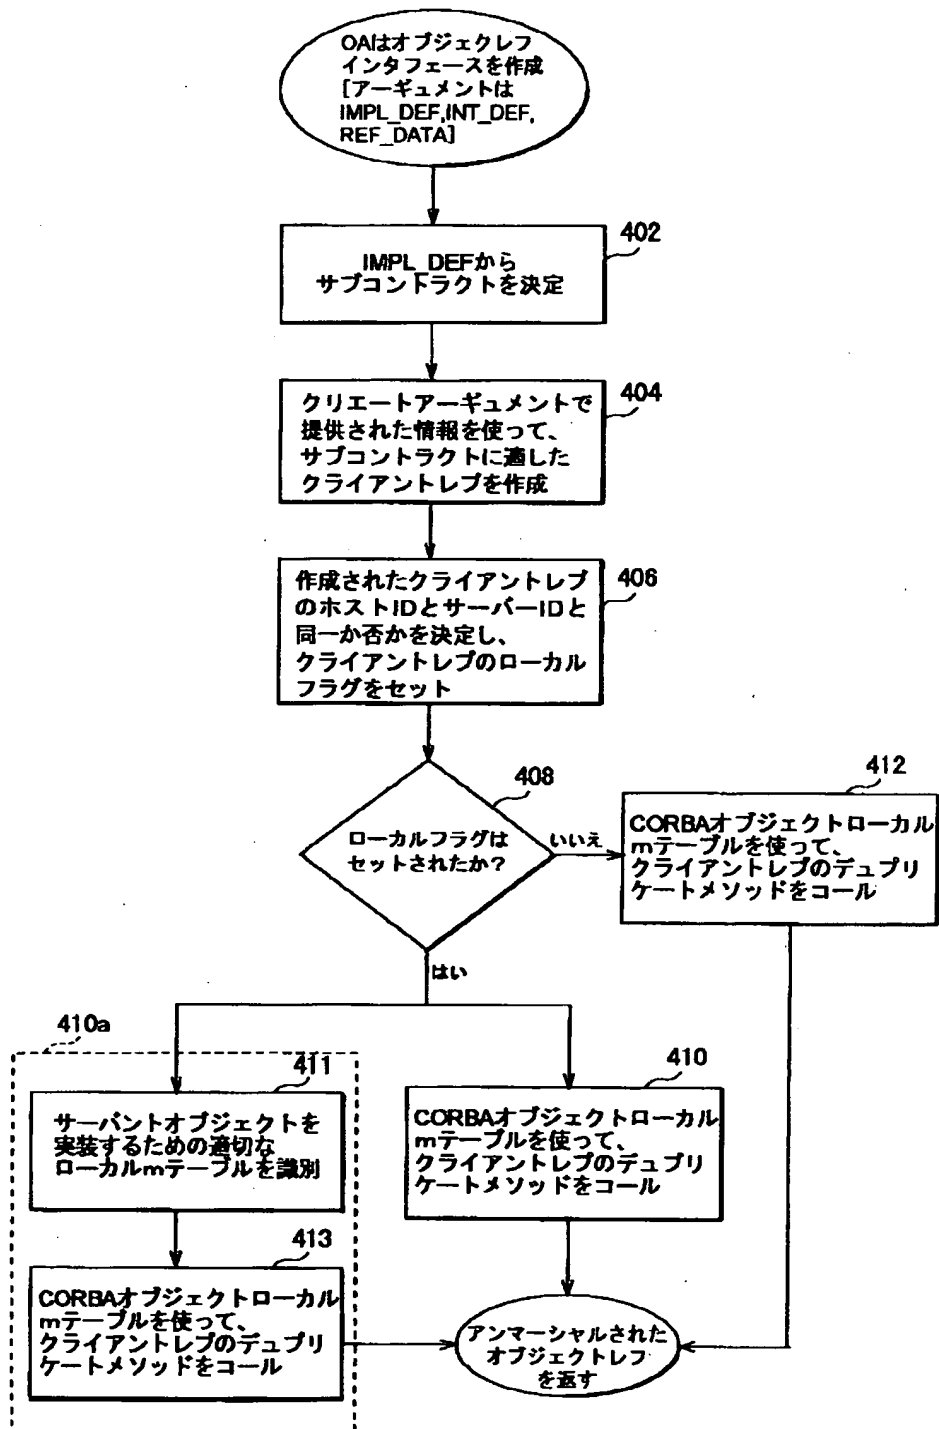 OAはオブジェクレフ
インタフェースを作成
[アーギュメントは
IMPL_DEF,INT_DEF,
REF_DATA]
402
IMPL_DEFから
サブコントラクトを決定
404
クリエートアーギュメントで
提供された情報を使って、
サブコントラクトに適した
クライアントレプを作成
406
作成されたクライアントレプ
のホストIDとサーバーIDと
同一か否かを決定し、
クライアントレプのローカル
フラグをセット
408
ローカルフラグは
セットされたか?
いいえ
412
CORBAオブジェクトローカル
mテーブルを使って、
クライアントレプのデュプリ
ケートメソッドをコール
はい
410a
411
サーバントオブジェクトを
実装するための適切な
ローカルmテーブルを識別
410
CORBAオブジェクトローカル
mテーブルを使って、
クライアントレプのデュプリ
ケートメソッドをコール
413
CORBAオブジェクトローカル
mテーブルを使って、
クライアントレプのデュプリ
ケートメソッドをコール
アンマーシャルされた
オブジェクトレフ
を返す